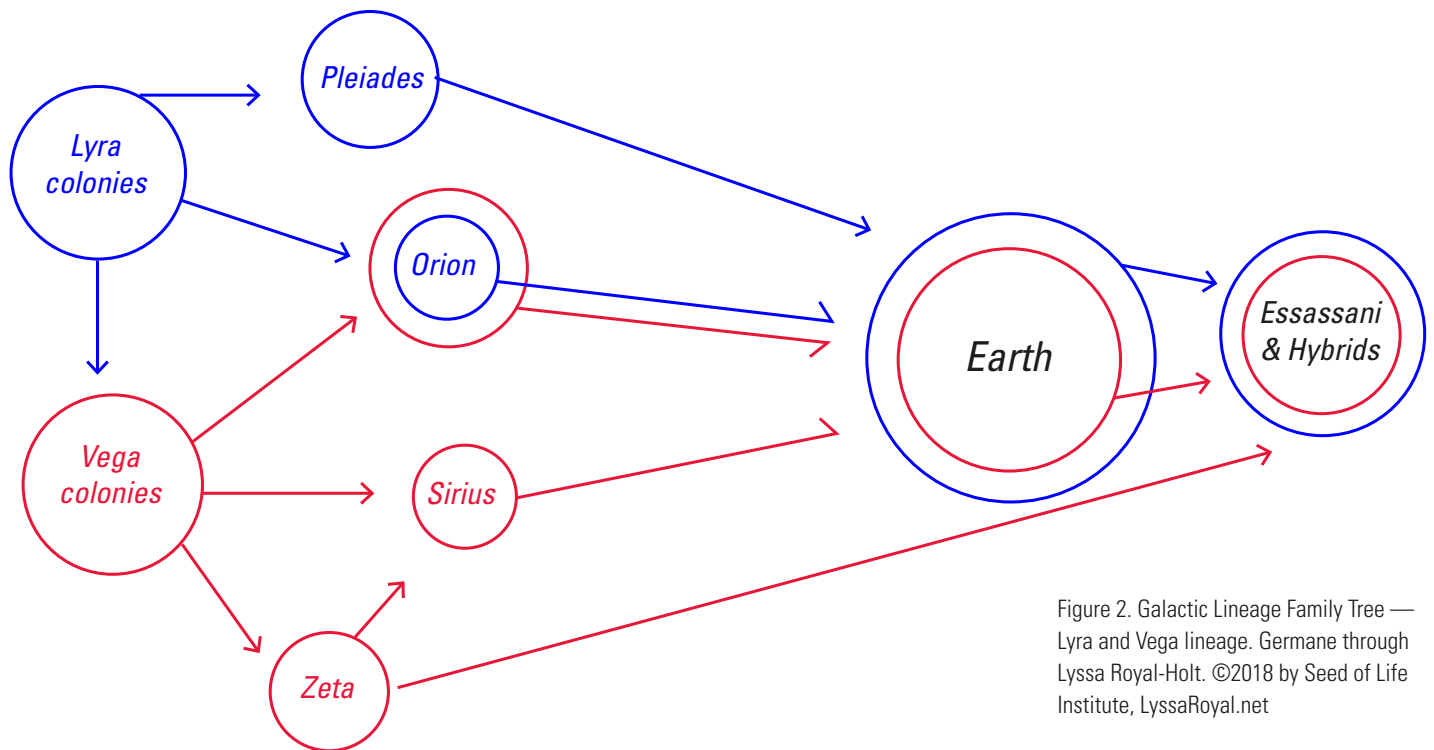 Pleiades
Lyra
colonies
Orion
Earth
Essassani
& Hybrids
Vega
colonies
Sirius
Zeta
Figure 2. Galactic Lineage Family Tree —
Lyra and Vega lineage. Germane through
Lyssa Royal-Holt. ©2018 by Seed of Life
Institute, LyssaRoyal.net